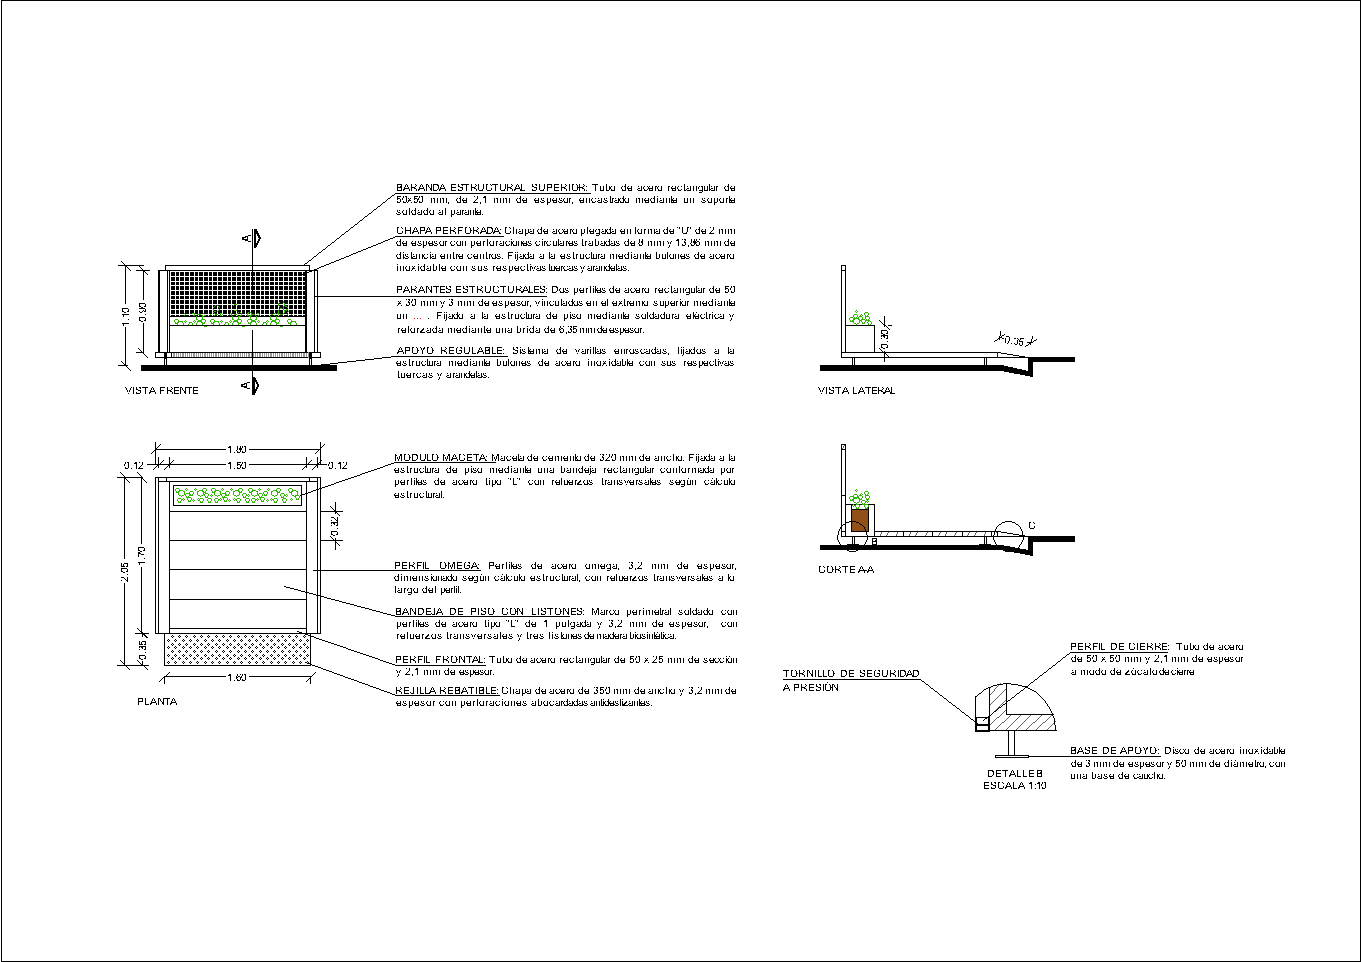 BARANDA ESTRUCTURAL SUPERIOR: Tubo de acero rectangular de
50x50 mm, de 2,1 mm de espesor, encastrado mediante un soporte
soldado al parante.
CHAPA PERFORADA: Chapa de acero plegada en forma de "U" de 2 mm
de espesor con perforaciones circulares trabadas de 8 mm y 13,86 mm de
distancia entre centros. Fijada a la estructura mediante bulones de acero
inoxidable con sus respectivas tuercas y arandelas.
PARANTES ESTRUCTURALES: Dos perfiles de acero rectangular de 50
x 30 mm y 3 mm de espesor, vinculados en el extremo superior mediante
un ... . Fijado a la estructura de piso mediante soldadura eléctrica y
reforzada mediante una brida de 6,35 mm de espesor.
APOYO REGULABLE: Sistema de varillas enroscadas, fijados a la
estructura mediante bulones de acero inoxidable con sus respectivas
tuercas y arandelas.
A
1.10
0.90
A
VISTA FRENTE
0.30
0.35
VISTA LATERAL
1.80
0.12
1.50
0.12
0.32
2.05
1.70
0.35
1.60
PLANTA
MODULO MACETA: Maceta de cemento de 320 mm de ancho. Fijada a la
estructura de piso mediante una bandeja rectangular conformada por
perfiles de acero tipo "L" con refuerzos transversales según cálculo
estructural.
PERFIL OMEGA: Perfiles de acero omega, 3,2 mm de espesor,
dimensionado según cálculo estructural, con refuerzos transversales a lo
largo del perfil.
BANDEJA DE PISO CON LISTONES: Marco perimetral soldado con
perfiles de acero tipo "L" de 1 pulgada y 3,2 mm de espesor, con
refuerzos transversales y tres listones de madera biosintética.
PERFIL FRONTAL: Tubo de acero rectangular de 50 x 25 mm de sección
y 2,1 mm de espesor.
REJILLA REBATIBLE: Chapa de acero de 350 mm de ancho y 3,2 mm de
espesor con perforaciones abocardadas antideslizantes.
B
C
CORTE A-A
TORNILLO DE SEGURIDAD
A PRESIÓN
PERFIL DE CIERRE: Tubo de acero
de 50 x 50 mm y 2,1 mm de espesor
a modo de zócalo de cierre
BASE DE APOYO: Disco de acero inoxidable
de 3 mm de espesor y 50 mm de diámetro, con
una base de caucho.
DETALLE B
ESCALA 1:10